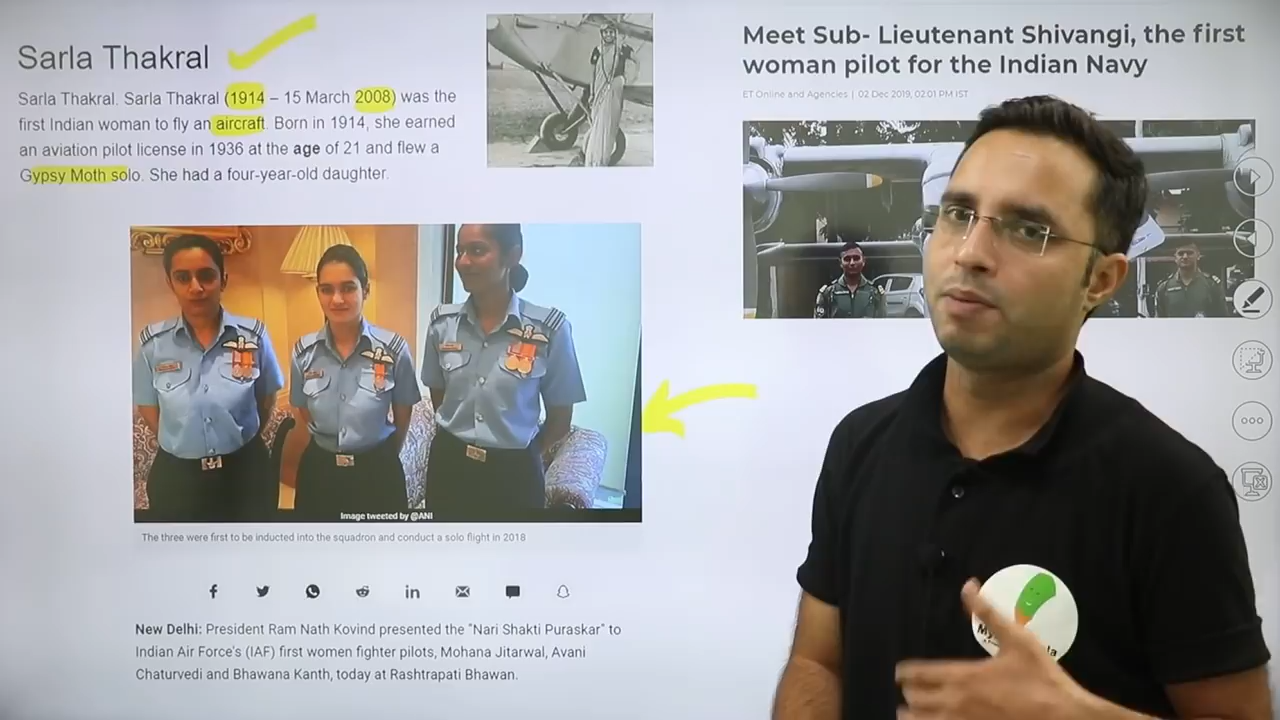 Sarla Thakral
Sarla Thakral. Sarla Thakral (1914 – 15 March 2008) was the
first Indian woman to fly an aircraft. Born in 1914, she earned
an aviation pilot license in 1936 at the age of 21 and flew a
Gypsy Moth solo. She had a four-year-old daughter.
Image tweeted by @ANI
The three were first to be inducted into the squadron and conduct a solo flight in 2018
New Delhi: President Ram Nath Kovind presented the "Nari Shakti Puraskar" to
Indian Air Force's (IAF) first women fighter pilots, Mohana Jitarwal, Avani
Chaturvedi and Bhawana Kanth, today at Rashtrapati Bhawan.
Meet Sub- Lieutenant Shivangi, the first
woman pilot for the Indian Navy
ET Online and Agencies | 02 Dec 2019, 02:01 PM IST